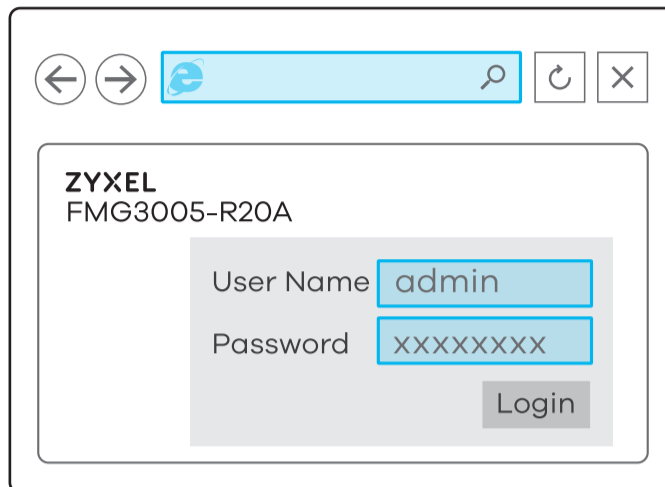 ZYXEL
FMG3005-R20A
User Name admin
Password xxxxxxxx
Login